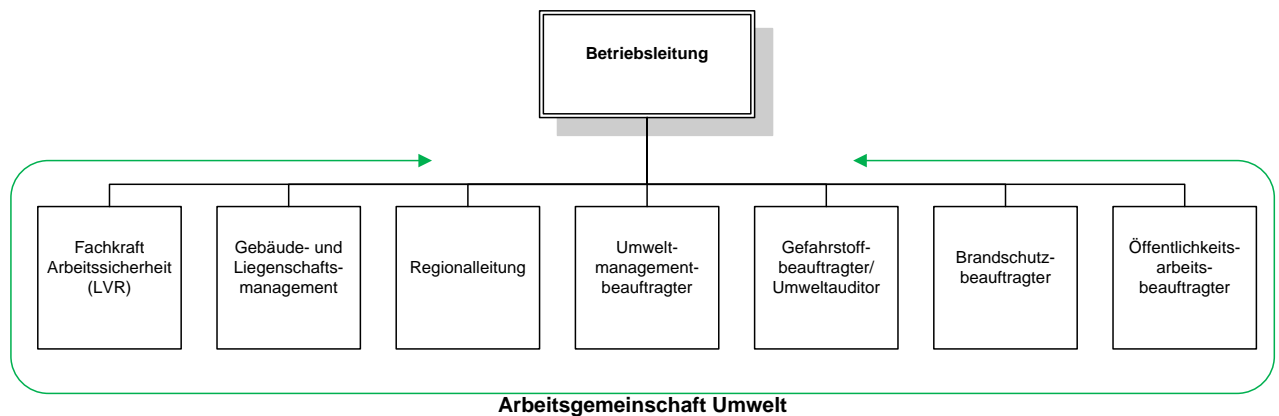 Betriebsleitung
Fachkraft
Arbeitssicherheit
(LVR)
Gebäude- und
Liegenschafts-
management
Regionalleitung
Umwelt-
management-
beauftragter
Gefahrstoff-
beauftragter/
Umweltauditor
Brandschutz-
beauftragter
Öffentlichkeits-
arbeits-
beauftragter
Arbeitsgemeinschaft Umwelt